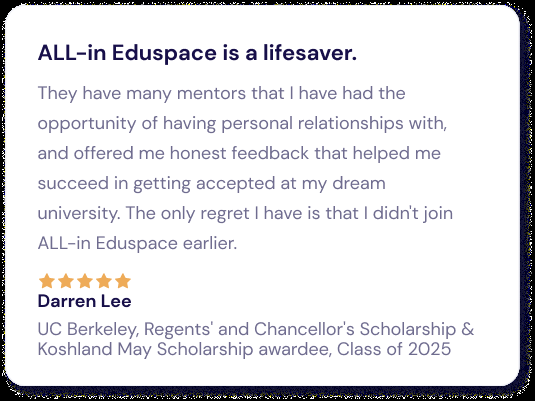 ALL-in Eduspace is a lifesaver.
They have many mentors that I have had the
opportunity of having personal relationships with,
and offered me honest feedback that helped me
succeed in getting accepted at my dream
university. The only regret I have is that I didn't join
ALL-in Eduspace earlier.
Darren Lee
UC Berkeley, Regents' and Chancellor's Scholarship &
Koshland May Scholarship awardee, Class of 2025